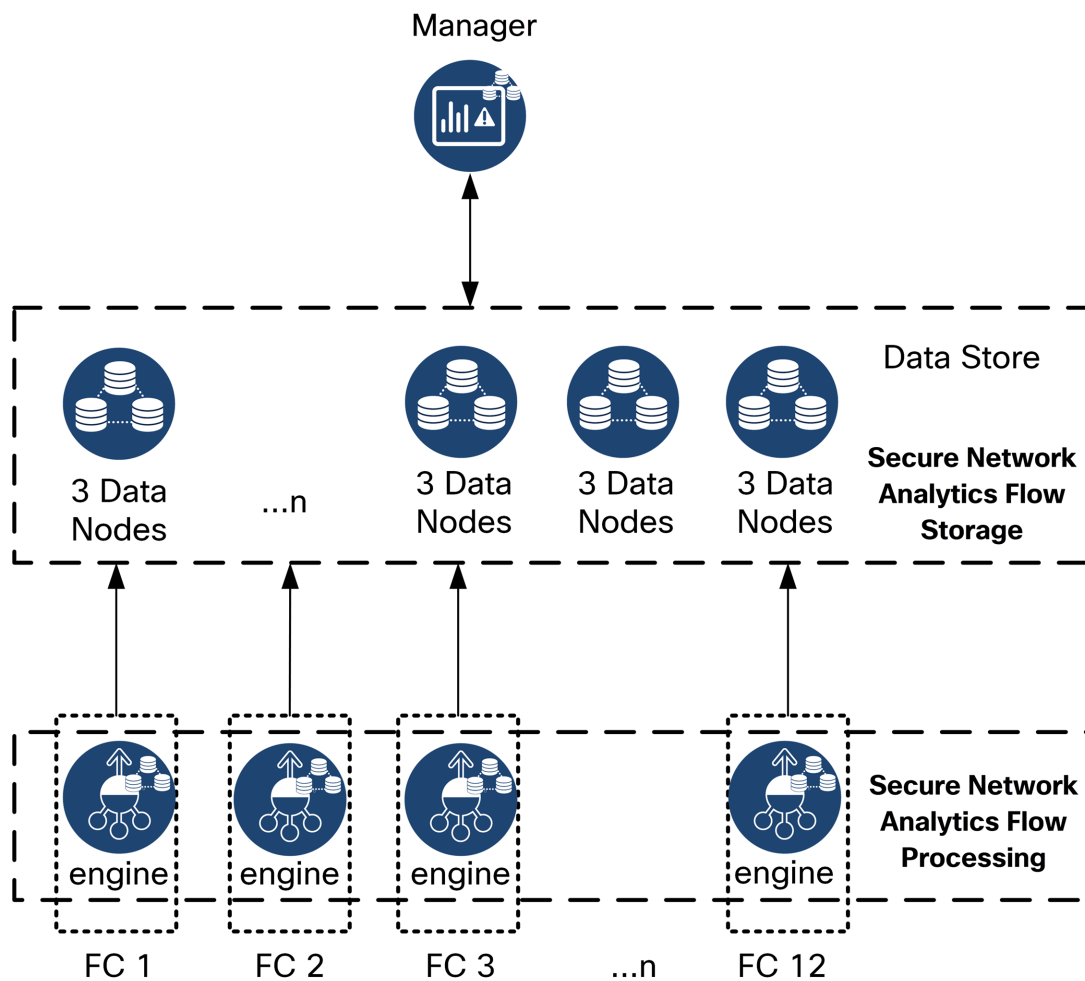 Manager
Data Store
Secure Network
Analytics Flow
Storage
3 Data
Nodes
...n
3 Data
Nodes
3 Data
Nodes
3 Data
Nodes
Secure Network
Analytics Flow
Processing
engine
engine
engine
engine
FC 1
FC 2
FC 3
...n
FC 12